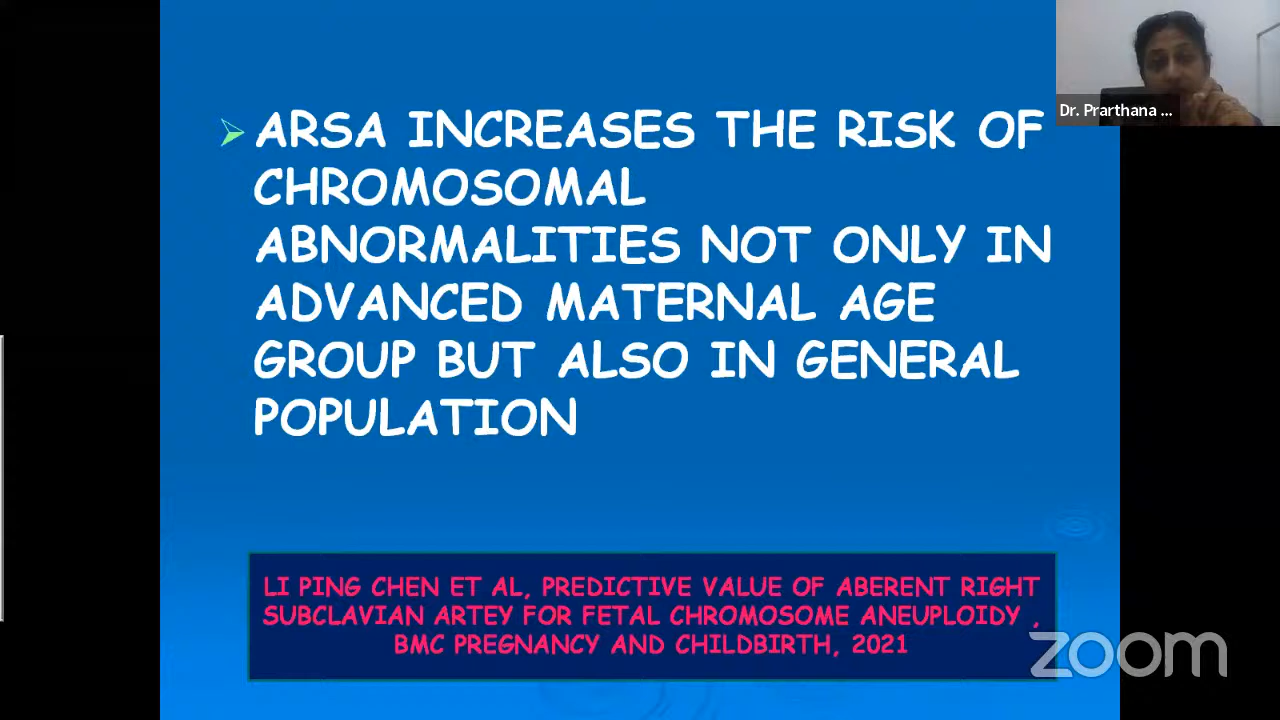 Dr. Prarthana ...
ARSA INCREASES THE RISK OF
CHROMOSOMAL
ABNORMALITIES NOT ONLY IN
ADVANCED MATERNAL AGE
GROUP BUT ALSO IN GENERAL
POPULATION
LI PING CHEN ET AL, PREDICTIVE VALUE OF ABERENT RIGHT
SUBCLAVIAN ARTEY FOR FETAL CHROMOSOME ANEUPLOIDY ,
BMC PREGNANCY AND CHILDBIRTH, 2021
zoom